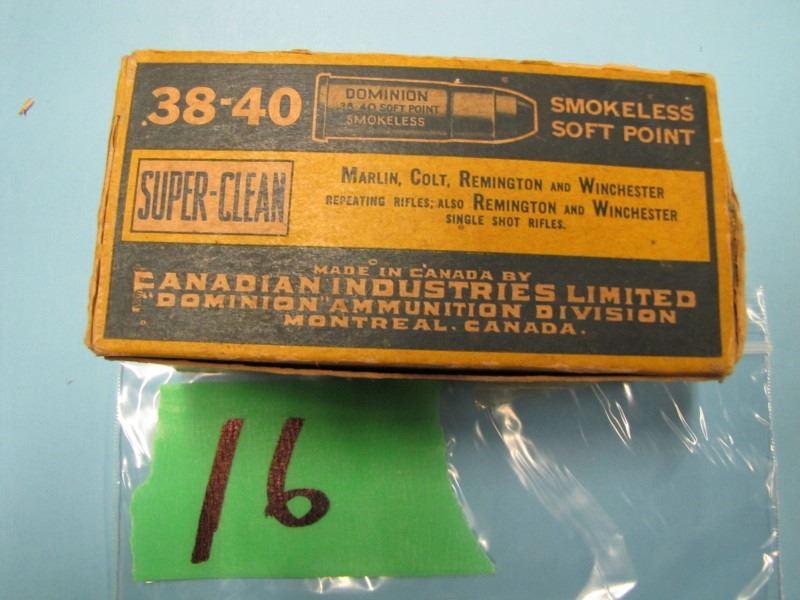 .38-40
DOMINION
38-40 SOFT POINT
SMOKELESS
SMOKELESS
SOFT POINT
SUPER-CLEAN
MARLIN, COLT, REMINGTON AND WINCHESTER
REPEATING RIFLES; ALSO REMINGTON AND WINCHESTER
SINGLE SHOT RIFLES.
MADE IN CANADA BY
CANADIAN INDUSTRIES LIMITED
"DOMINION" AMMUNITION DIVISION
MONTREAL. CANADA.
16